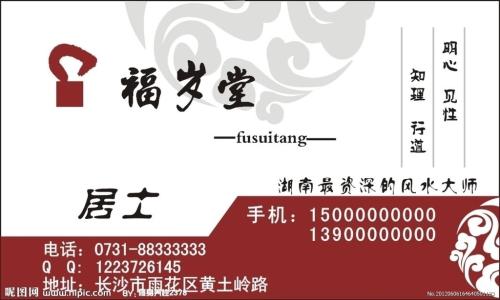 明心 见性
知理 行道
福岁堂
fusuitang
湖南最资深的风水大师
居士
手机：15000000000
13900000000
电话：0731-88333333
Q Q：1223726145
地址：长沙市雨花区黄土岭路
昵图网 www.nipic.com